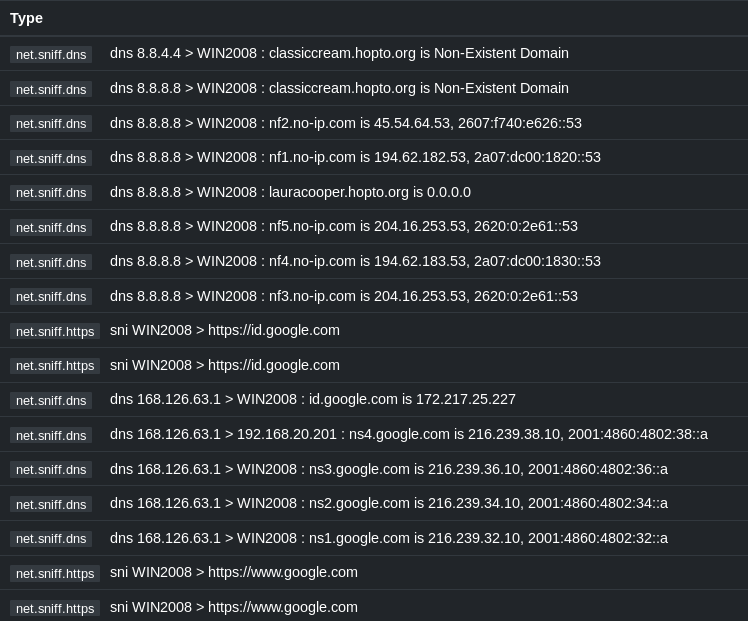 Type
net.sniff.dns dns 8.8.4.4 > WIN2008 : classiccream.hopto.org is Non-Existent Domain
net.sniff.dns dns 8.8.8.8 > WIN2008 : classiccream.hopto.org is Non-Existent Domain
net.sniff.dns dns 8.8.8.8 > WIN2008 : nf2.no-ip.com is 45.54.64.53, 2607:f740:e626::53
net.sniff.dns dns 8.8.8.8 > WIN2008 : nf1.no-ip.com is 194.62.182.53, 2a07:dc00:1820::53
net.sniff.dns dns 8.8.8.8 > WIN2008 : lauracooper.hopto.org is 0.0.0.0
net.sniff.dns dns 8.8.8.8 > WIN2008 : nf5.no-ip.com is 204.16.253.53, 2620:0:2e61::53
net.sniff.dns dns 8.8.8.8 > WIN2008 : nf4.no-ip.com is 194.62.183.53, 2a07:dc00:1830::53
net.sniff.dns dns 8.8.8.8 > WIN2008 : nf3.no-ip.com is 204.16.253.53, 2620:0:2e61::53
net.sniff.https sni WIN2008 > https://id.google.com
net.sniff.https sni WIN2008 > https://id.google.com
net.sniff.dns dns 168.126.63.1 > WIN2008 : id.google.com is 172.217.25.227
net.sniff.dns dns 168.126.63.1 > 192.168.20.201 : ns4.google.com is 216.239.38.10, 2001:4860:4802:38::a
net.sniff.dns dns 168.126.63.1 > WIN2008 : ns3.google.com is 216.239.36.10, 2001:4860:4802:36::a
net.sniff.dns dns 168.126.63.1 > WIN2008 : ns2.google.com is 216.239.34.10, 2001:4860:4802:34::a
net.sniff.dns dns 168.126.63.1 > WIN2008 : ns1.google.com is 216.239.32.10, 2001:4860:4802:32::a
net.sniff.https sni WIN2008 > https://www.google.com
net.sniff.https sni WIN2008 > https://www.google.com